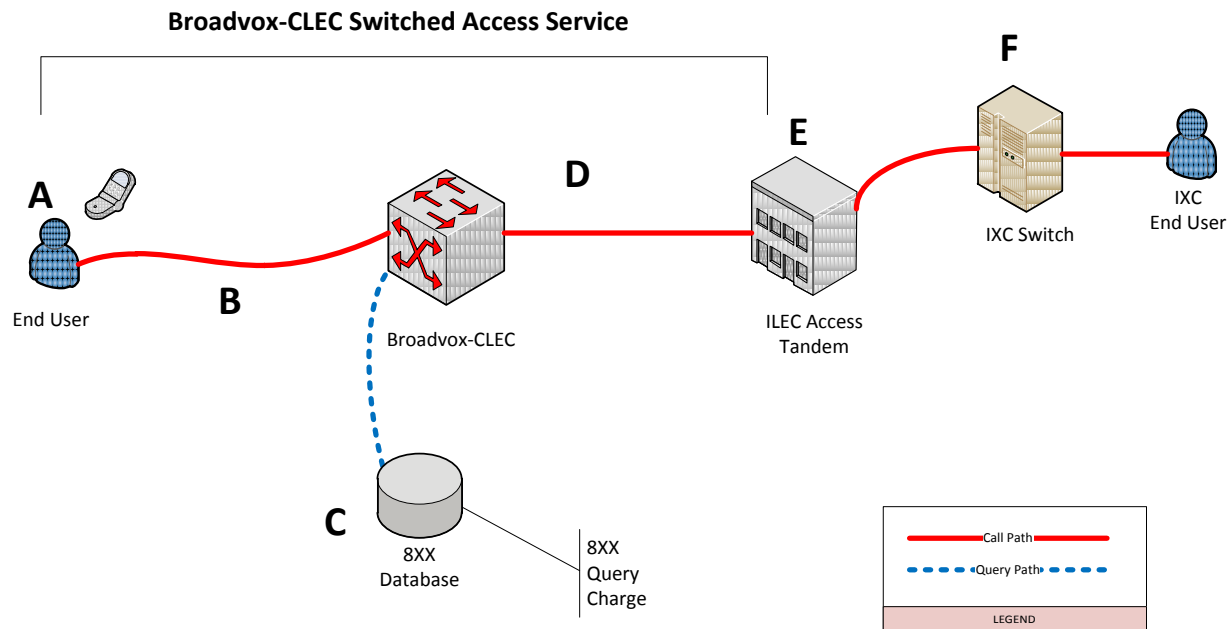 Broadvox-CLEC Switched Access Service
F
E
A
D
B
End User
Broadvox-CLEC
ILEC Access
Tandem
IXC Switch
IXC
End User
C
8XX
Database
8XX
Query
Charge
Call Path
Query Path
LEGEND